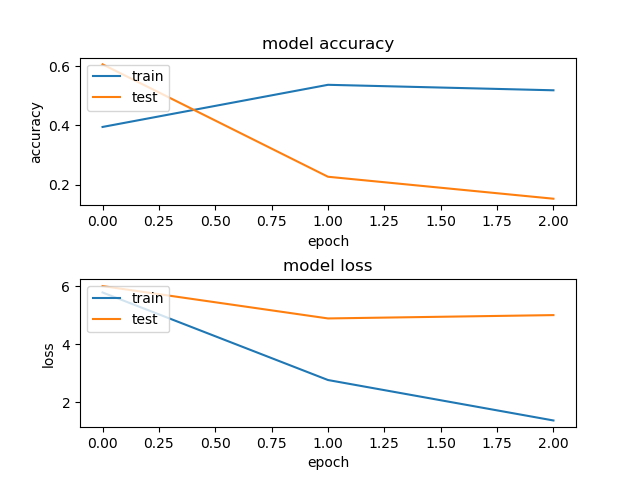 model accuracy
0.6
0.4
0.2
accuracy
train
test
0.00 0.25 0.50 0.75 1.00 1.25 1.50 1.75 2.00
epoch
model loss
6
4
2
loss
train
test
0.00 0.25 0.50 0.75 1.00 1.25 1.50 1.75 2.00
epoch